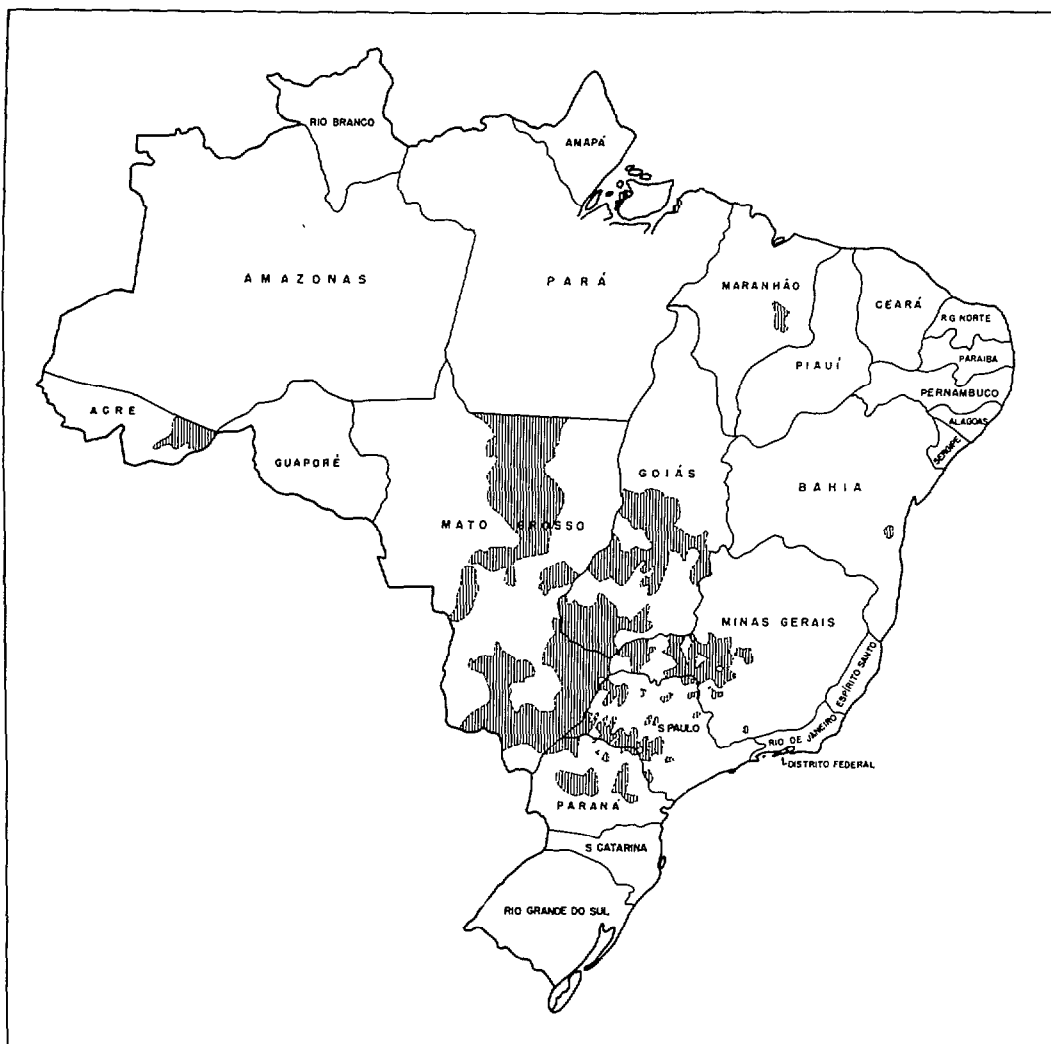 RIO BRANCO
AMAPÁ
AMAZONAS
PARÁ
MARANHÃO
CEARÁ
R G NORTE
PARAIBA
PIAUÍ
PERNAMBUCO
ALAGOAS
SERGIPE
ACRE
GUAPORÉ
GOIÁS
BAHIA
MATO GROSSO
MINAS GERAIS
ESPÍRITO SANTO
S PAULO
RIO DE JANEIRO
DISTRITO FEDERAL
PARANÁ
S CATARINA
RIO GRANDE DO SUL